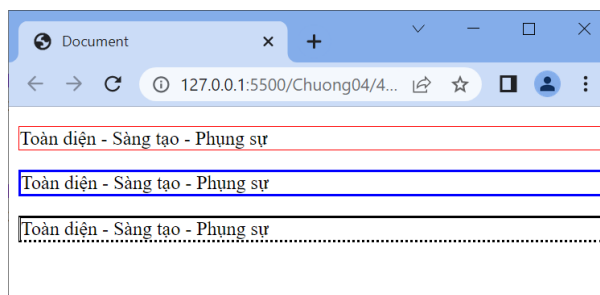 Document
127.0.0.1:5500/Chuong04/4...
Toàn diện - Sàng tạo - Phụng sự
Toàn diện - Sàng tạo - Phụng sự
Toàn diện - Sàng tạo - Phụng sự